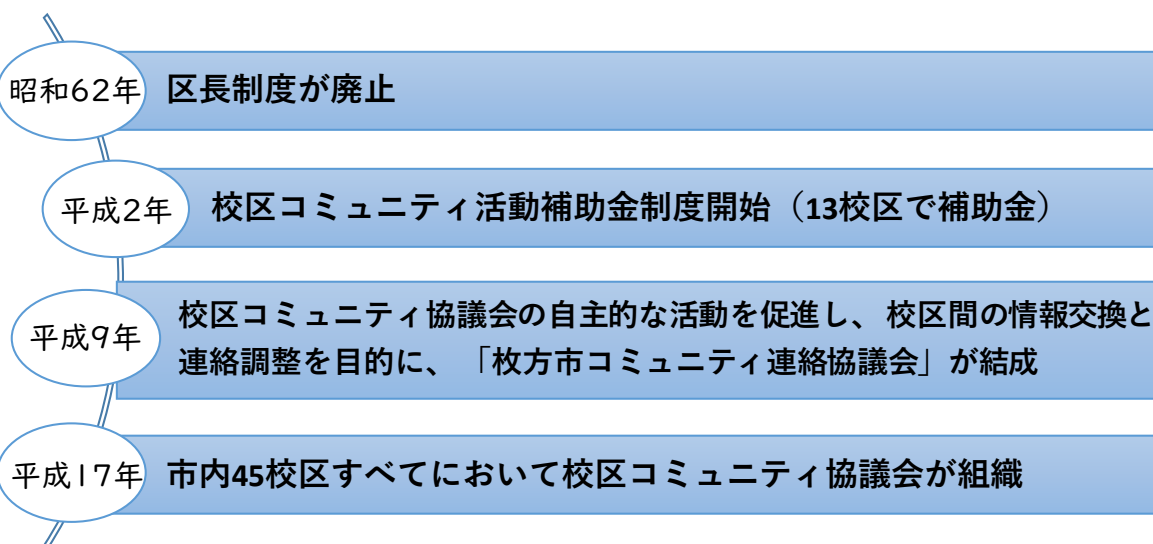 昭和62年
区長制度が廃止
平成2年
校区コミュニティ活動補助金制度開始（13校区で補助金）
平成9年
校区コミュニティ協議会の自主的な活動を促進し、 校区間の情報交換と
連絡調整を目的に、 「枚方市コミュニティ連絡協議会」が結成
平成17年
市内45校区すべてにおいて校区コミュニティ協議会が組織